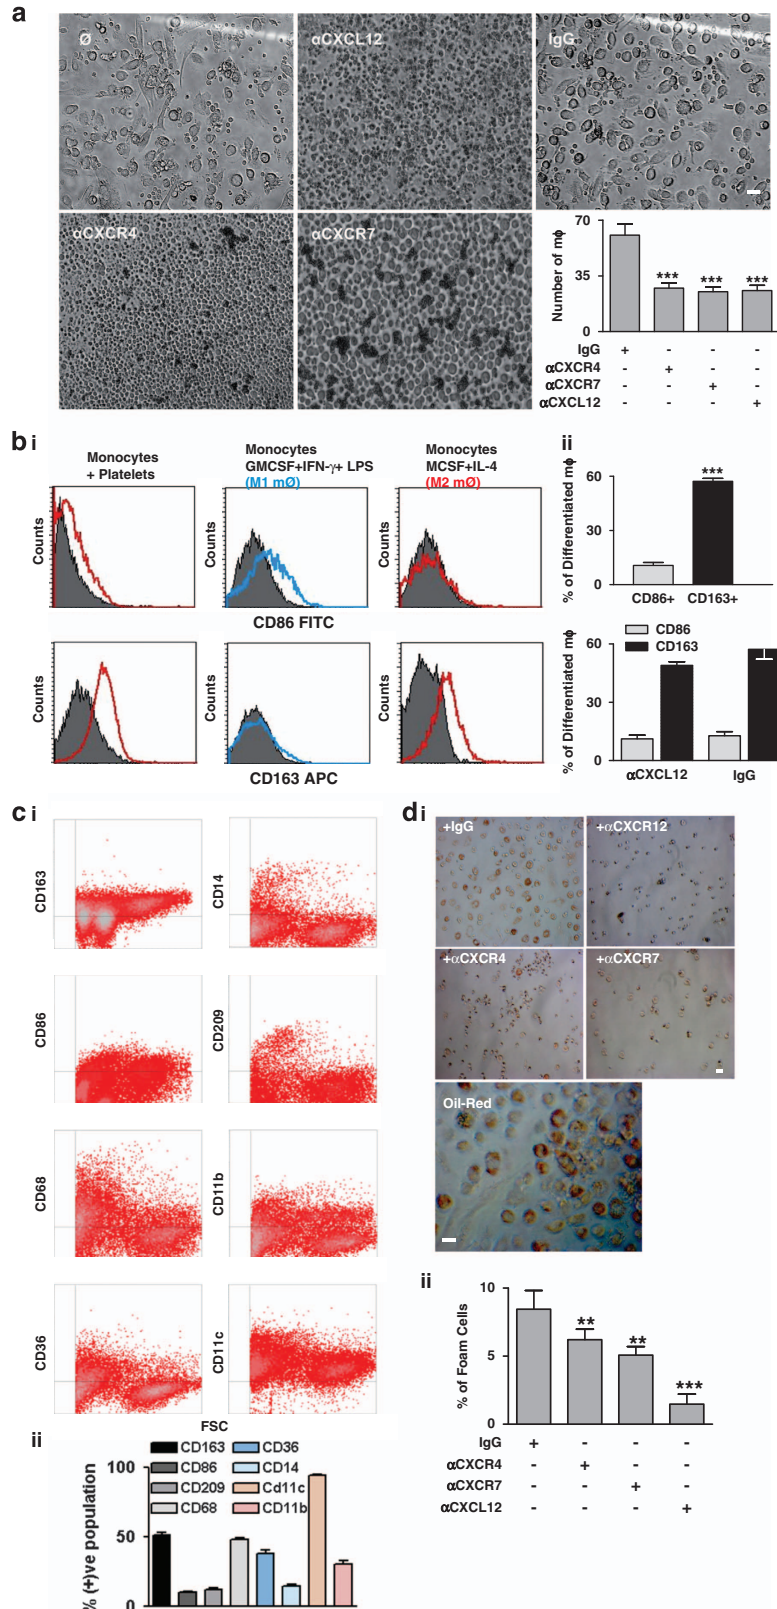 a
Ø
αCXCL12
IgG
αCXCR4
αCXCR7
Number of mϕ
70
35
0
***
***
***
IgG + - - -
αCXCR4 - + - -
αCXCR7 - - + -
αCXCL12 - - - +
b i
Monocytes
+ Platelets
Monocytes
GMCSF+IFN-γ+ LPS
(M1 mØ)
Monocytes
MCSF+IL-4
(M2 mØ)
Counts
Counts
Counts
CD86 FITC
Counts
Counts
Counts
CD163 APC
ii
% of Differentiated mϕ
60
30
0
***
CD86+ CD163+
% of Differentiated mϕ
60
30
0
CD86
CD163
αCXCL12 IgG
c i
CD163
CD14
CD86
CD209
CD68
CD11b
CD36
CD11c
FSC
ii
% (+)ve population
100
50
0
CD163
CD86
CD209
CD68
CD36
CD14
Cd11c
CD11b
d i
+IgG
+αCXCR12
+αCXCR4
+αCXCR7
Oil-Red
ii
% of Foam Cells
10
5
0
**
**
***
IgG + - - -
αCXCR4 - + - -
αCXCR7 - - + -
αCXCL12 - - - +